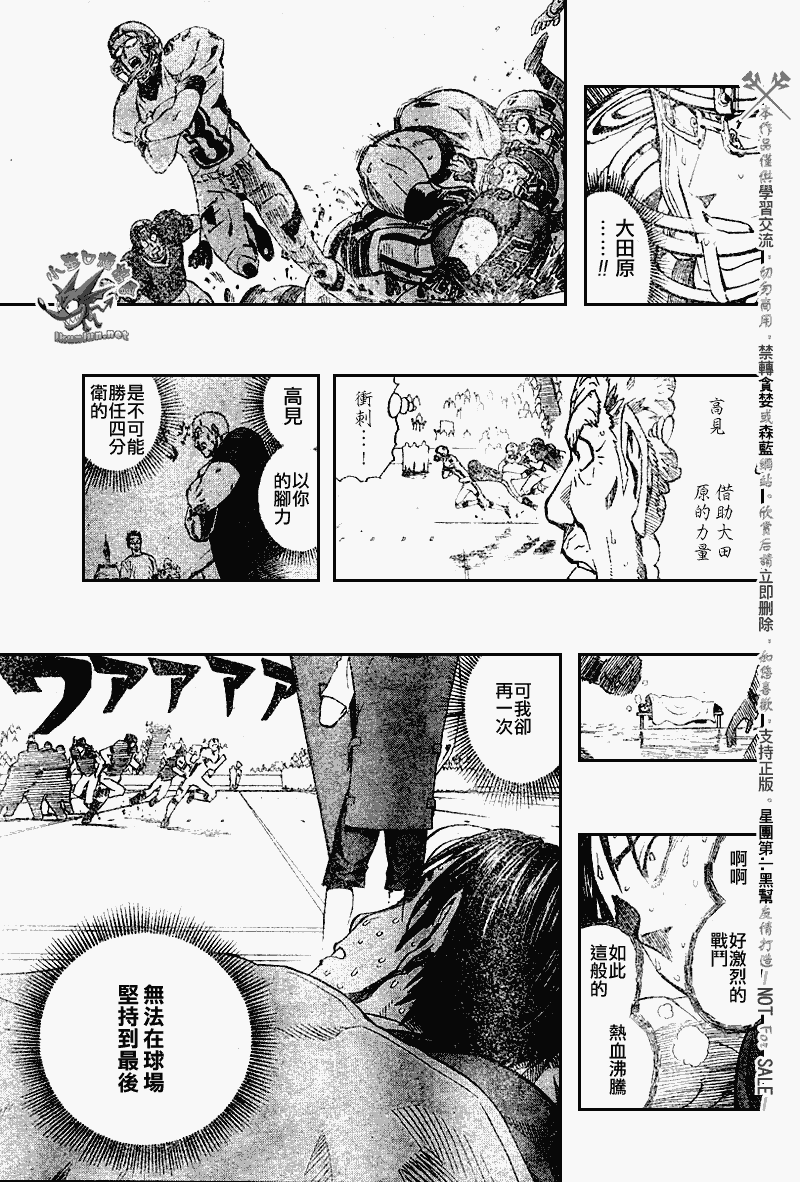 大田原
……!!
高見
借助大田
原的力量
衝刺…!
高見
以你
的腳力
是不可能
勝任四分
衛的
啊啊
好激烈的
戰鬥
如此
這般的
熱血沸騰
可我卻
再一次
ワァァァァ
無法在球場
堅持到最後
本作品僅供學習交流，切勿商用。禁轉貪婪或森藍網站。欣賞后請立即刪除。如您喜歡，支持正版。星團第一黑幫友情打造!NOT For SALE!